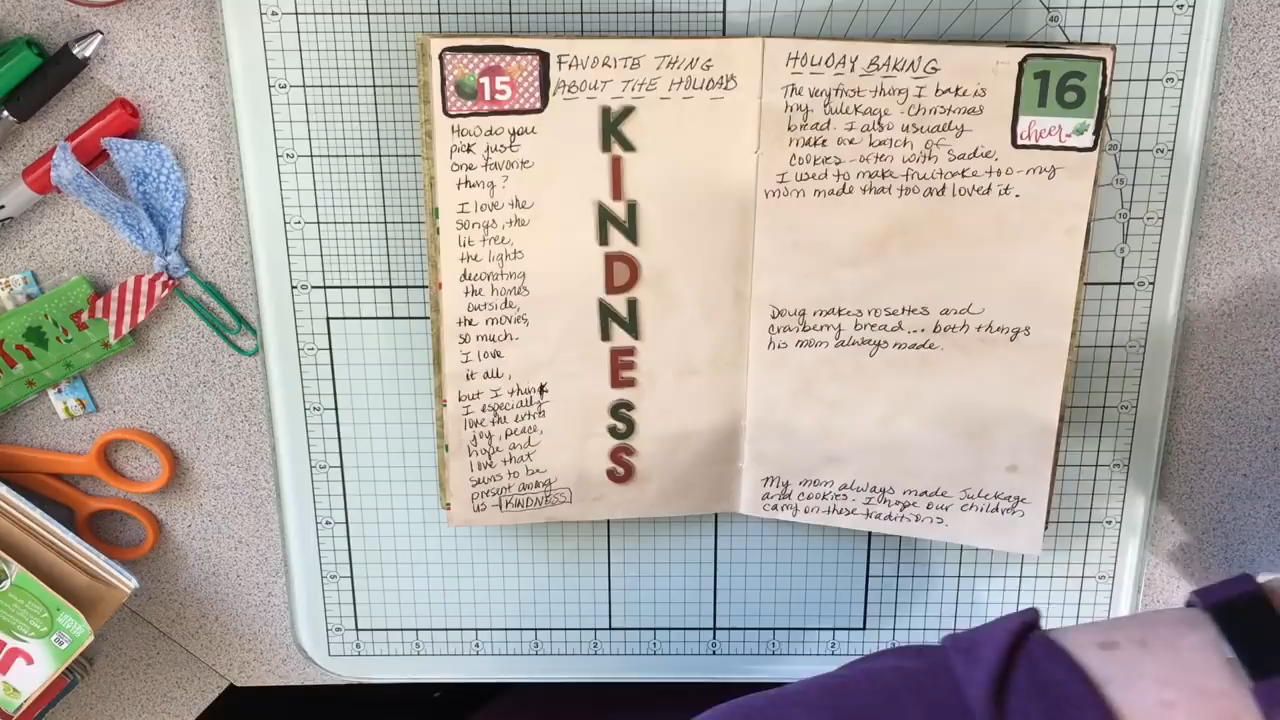 15
FAVORITE THING
ABOUT THE HOLIDAYS
How do you
pick just
one favorite
thing?
I love the
songs, the
lit tree,
the lights
decorating
the homes
outside,
the movies,
so much.
I love
it all,
but I think
I especially
love the extra
joy, peace,
hope and
love that
seems to be
present among
us - KINDNESS
KINDNESS
HOLIDAY BAKING
16
cheer
The very first thing I bake is
my Julekage - Christmas
bread. I also usually
make one batch of
cookies - often with Sadie.
I used to make fruitcake too - my
mom made that too and loved it.
Doug makes rosettes and
cranberry bread... both things
his mom always made.
My mom always made Julekage
and cookies. I hope our children
carry on these traditions.